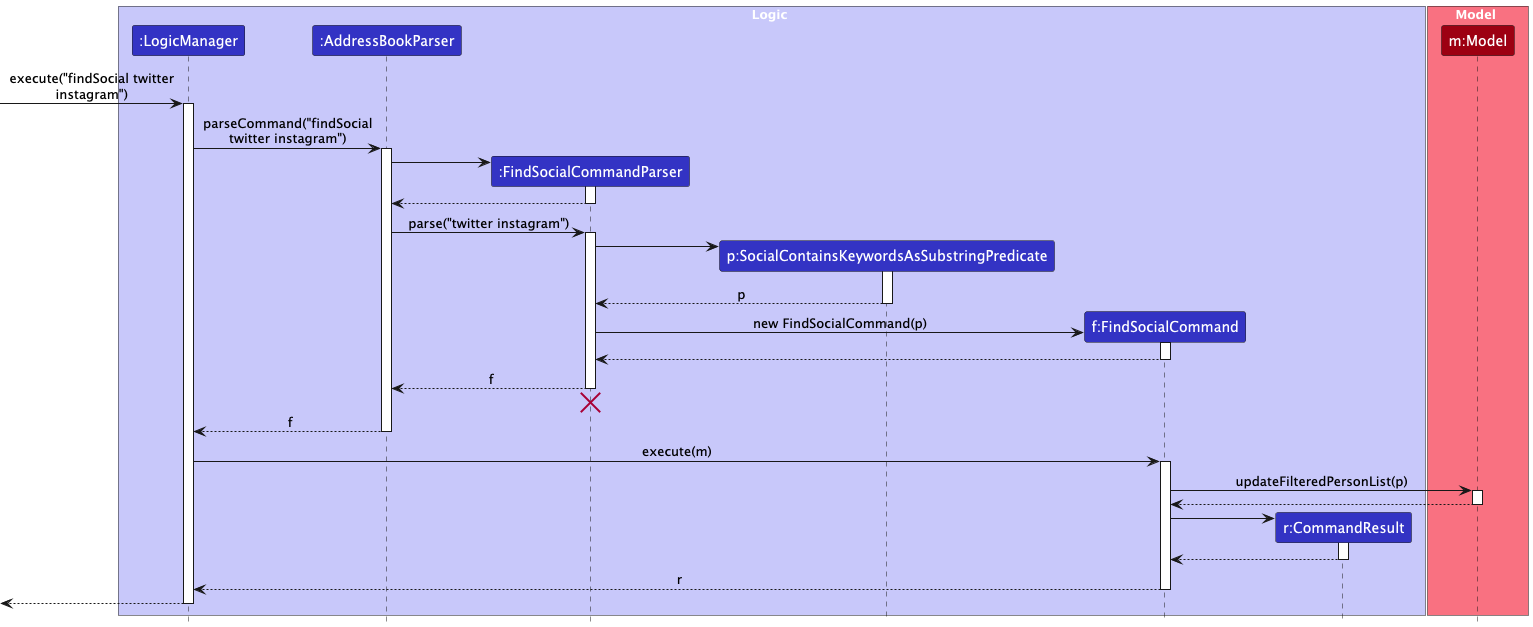 Logic
Model
:LogicManager
:AddressBookParser
m:Model
execute("findSocial twitter
instagram")
parseCommand("findSocial
twitter instagram")
:FindSocialCommandParser
parse("twitter instagram")
p:SocialContainsKeywordsAsSubstringPredicate
p
new FindSocialCommand(p)
f:FindSocialCommand
f
f
execute(m)
updateFilteredPersonList(p)
r:CommandResult
r